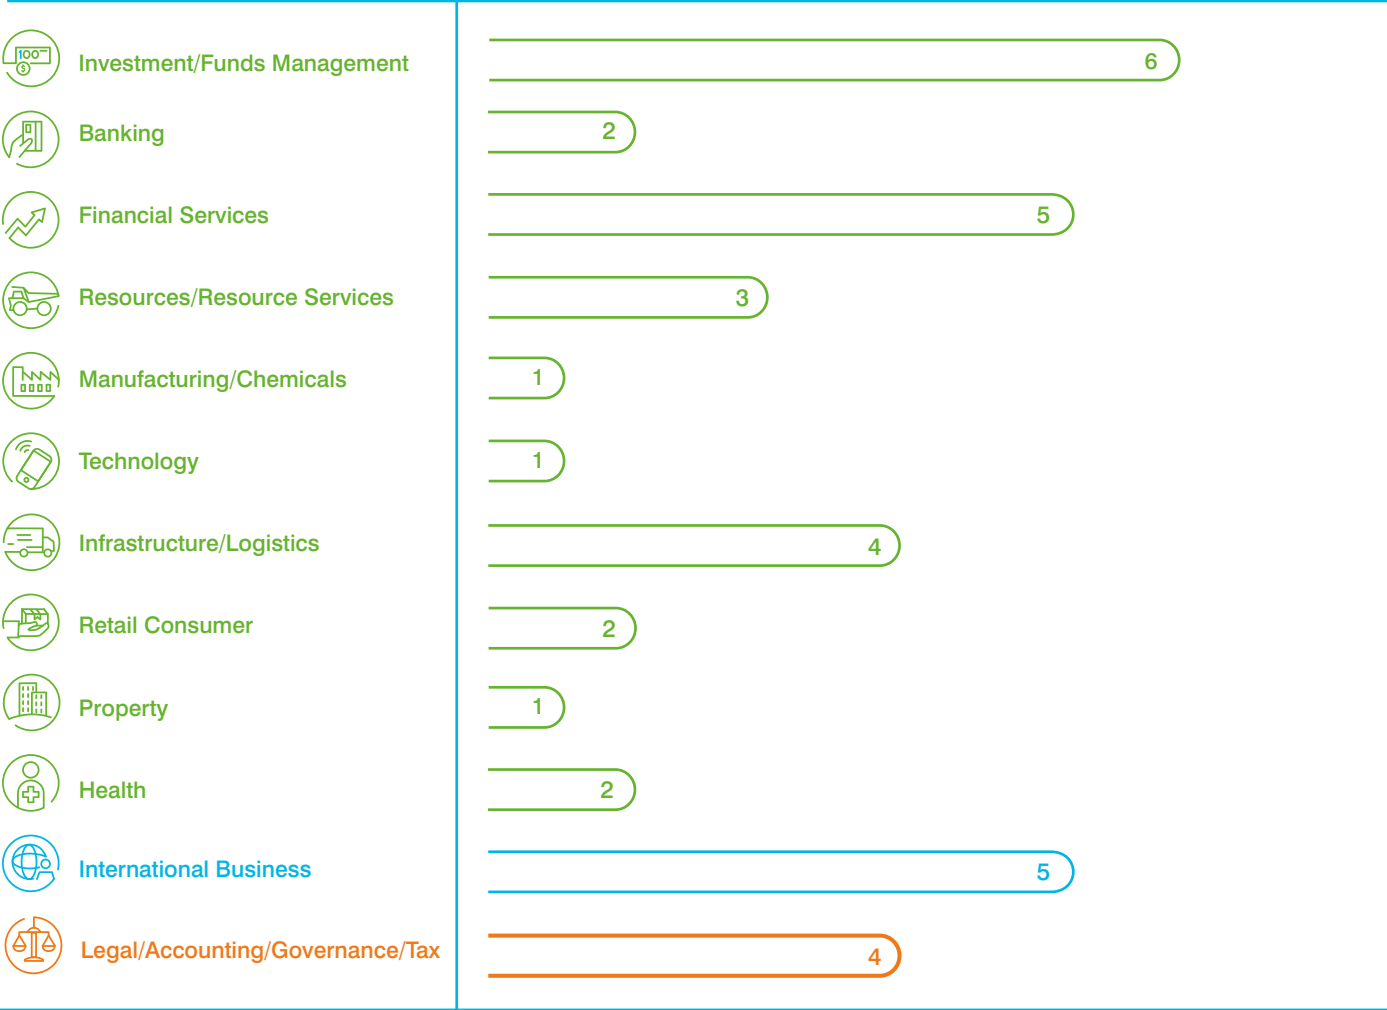 100
$
Investment/Funds Management
6
Banking
2
Financial Services
5
Resources/Resource Services
3
Manufacturing/Chemicals
1
Technology
1
Infrastructure/Logistics
4
Retail Consumer
2
Property
1
Health
2
International Business
5
Legal/Accounting/Governance/Tax
4